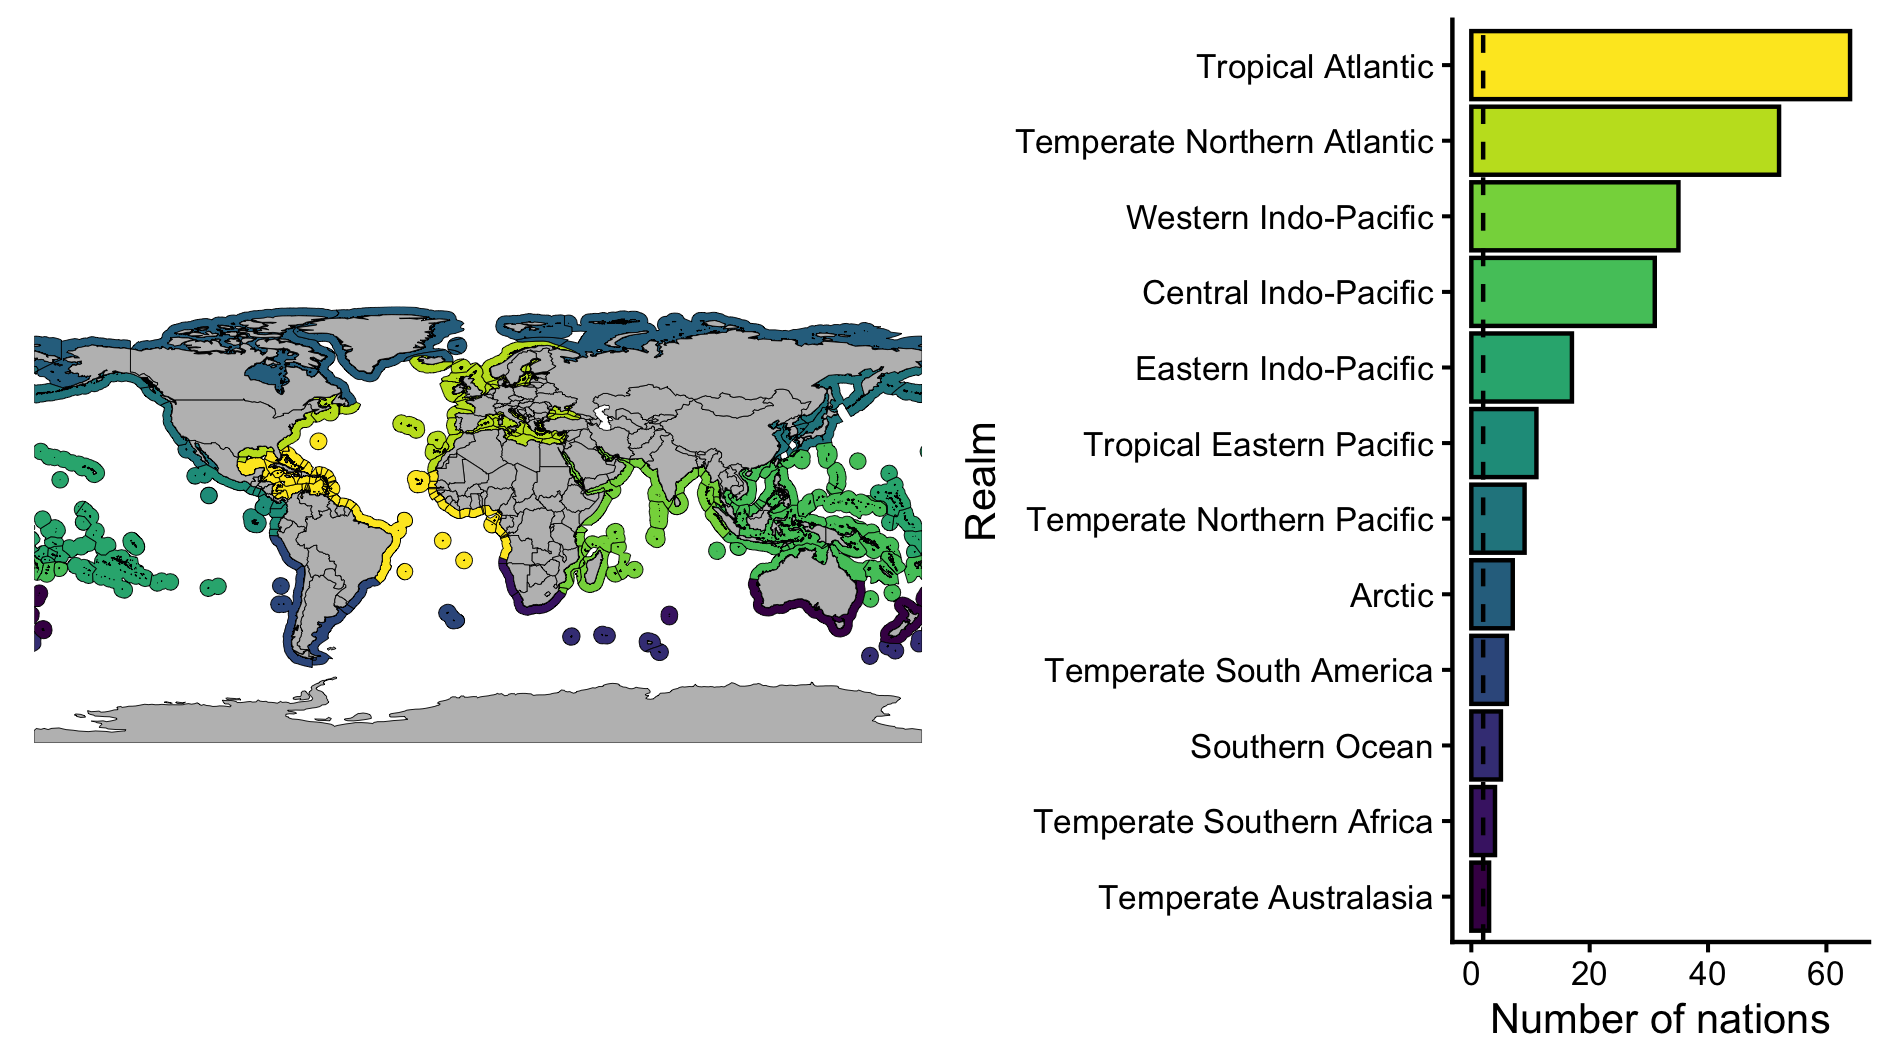 Realm
Tropical Atlantic
Temperate Northern Atlantic
Western Indo-Pacific
Central Indo-Pacific
Eastern Indo-Pacific
Tropical Eastern Pacific
Temperate Northern Pacific
Arctic
Temperate South America
Southern Ocean
Temperate Southern Africa
Temperate Australasia
0 20 40 60
Number of nations